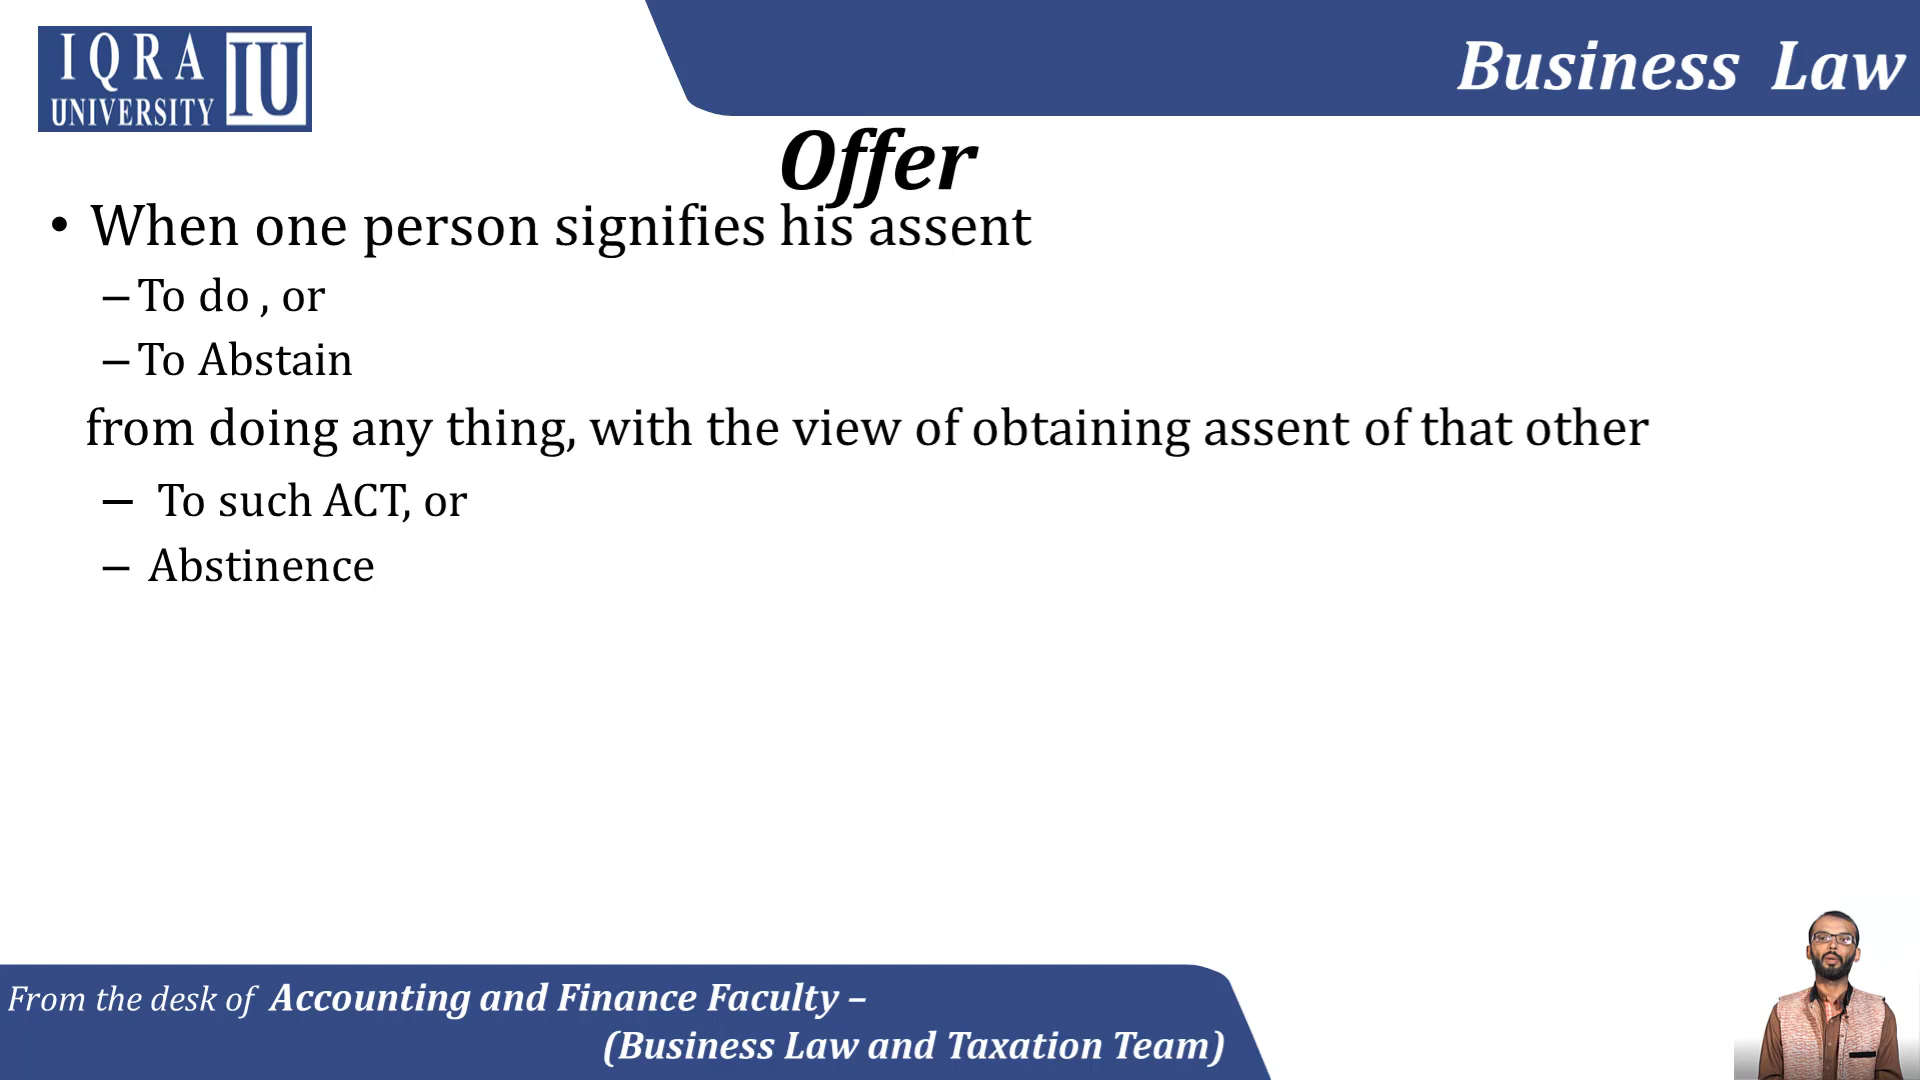 IQRA
UNIVERSITY IU
Business Law
Offer
• When one person signifies his assent
– To do , or
– To Abstain
from doing any thing, with the view of obtaining assent of that other
– To such ACT, or
– Abstinence
From the desk of Accounting and Finance Faculty –
(Business Law and Taxation Team)